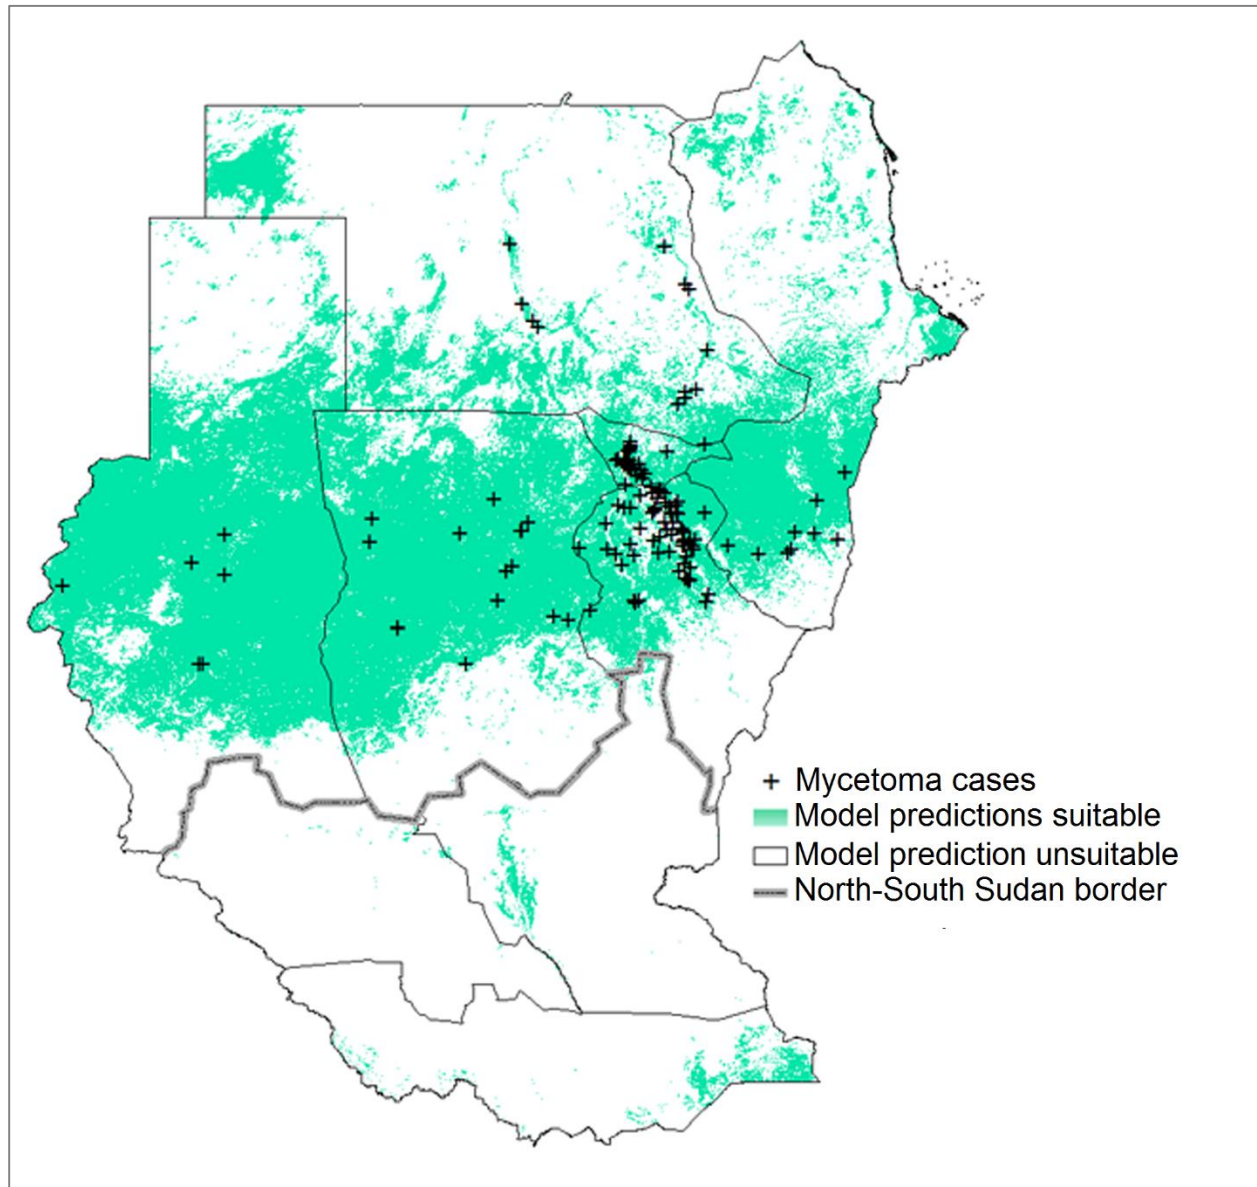 Mycetoma cases
Model predictions suitable
Model prediction unsuitable
North-South Sudan border